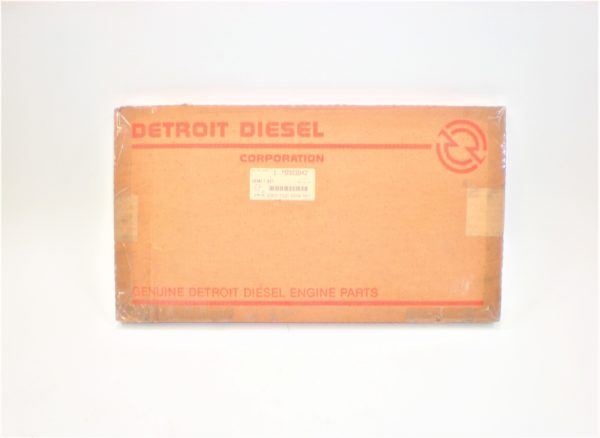 DETROIT DIESEL
CORPORATION
GENUINE DETROIT DIESEL ENGINE PARTS